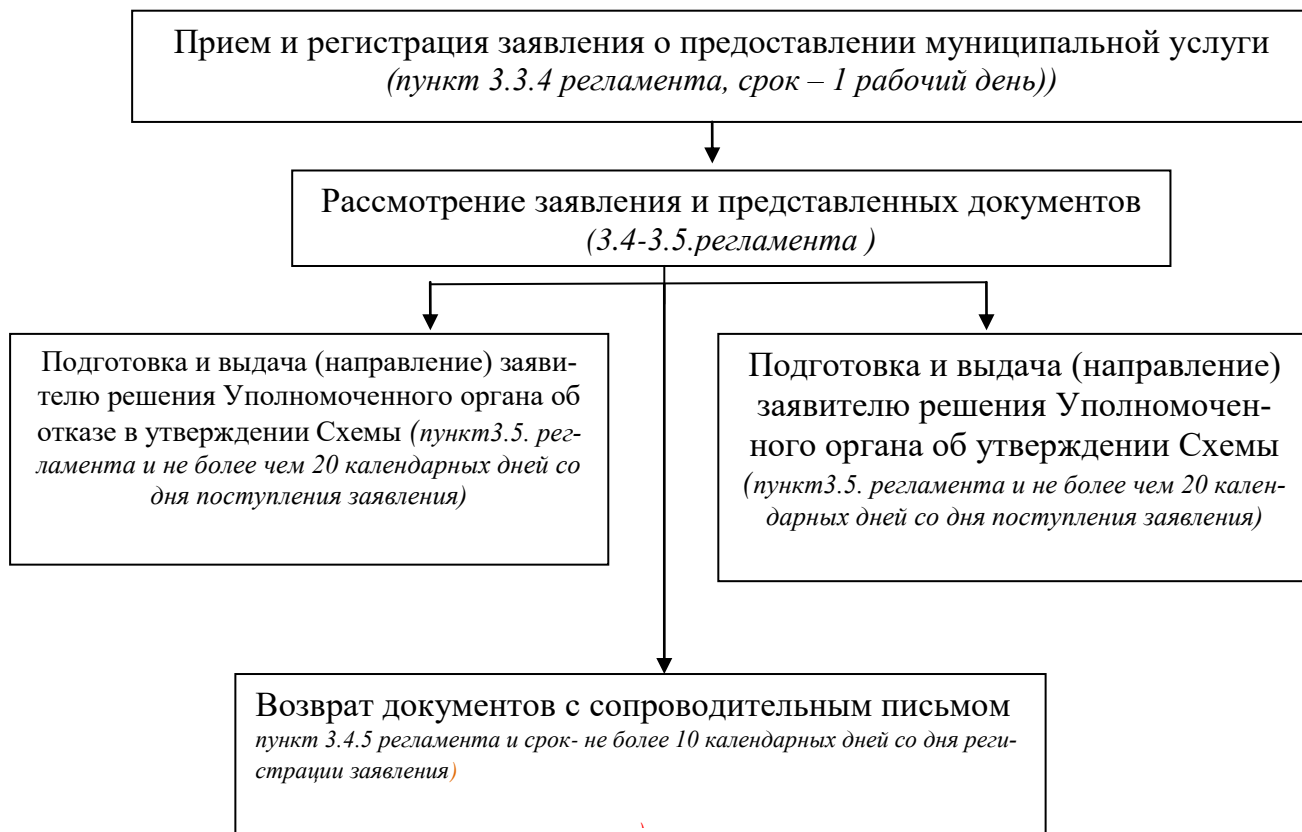 Прием и регистрация заявления о предоставлении муниципальной услуги
(пункт 3.3.4 регламента, срок – 1 рабочий день))
Рассмотрение заявления и представленных документов
(3.4-3.5.регламента )
Подготовка и выдача (направление) заяви-
телю решения Уполномоченного органа об
отказе в утверждении Схемы (пункт3.5. рег-
ламента и не более чем 20 календарных дней со
дня поступления заявления)
Подготовка и выдача (направление)
заявителю решения Уполномочен-
ного органа об утверждении Схемы
(пункт3.5. регламента и не более чем 20 кален-
дарных дней со дня поступления заявления)
Возврат документов с сопроводительным письмом
пункт 3.4.5 регламента и срок- не более 10 календарных дней со дня реги-
страции заявления)
)